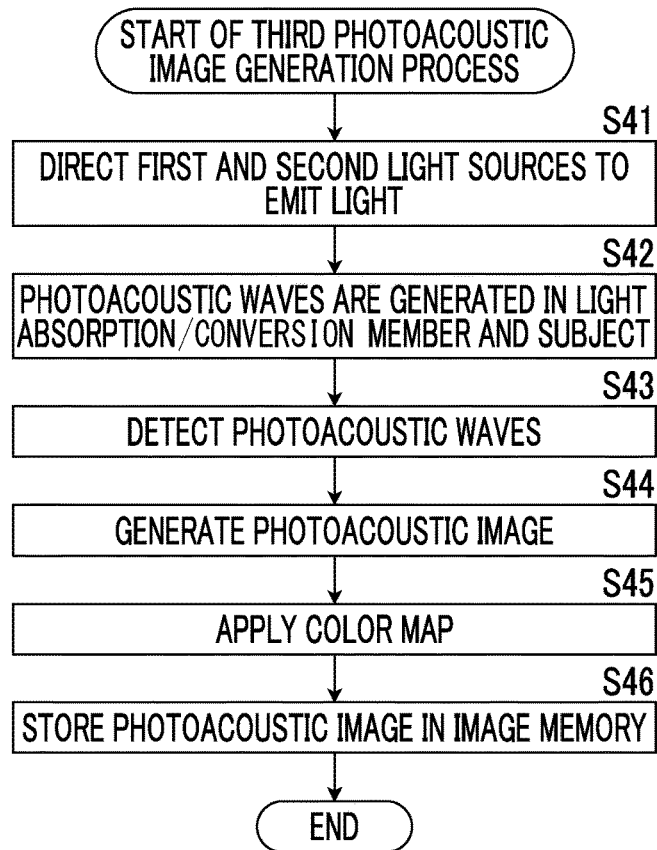 START OF THIRD PHOTOACOUSTIC
IMAGE GENERATION PROCESS
S41
DIRECT FIRST AND SECOND LIGHT SOURCES TO
EMIT LIGHT
S42
PHOTOACOUSTIC WAVES ARE GENERATED IN LIGHT
ABSORPTION/CONVERSION MEMBER AND SUBJECT
S43
DETECT PHOTOACOUSTIC WAVES
S44
GENERATE PHOTOACOUSTIC IMAGE
S45
APPLY COLOR MAP
S46
STORE PHOTOACOUSTIC IMAGE IN IMAGE MEMORY
END